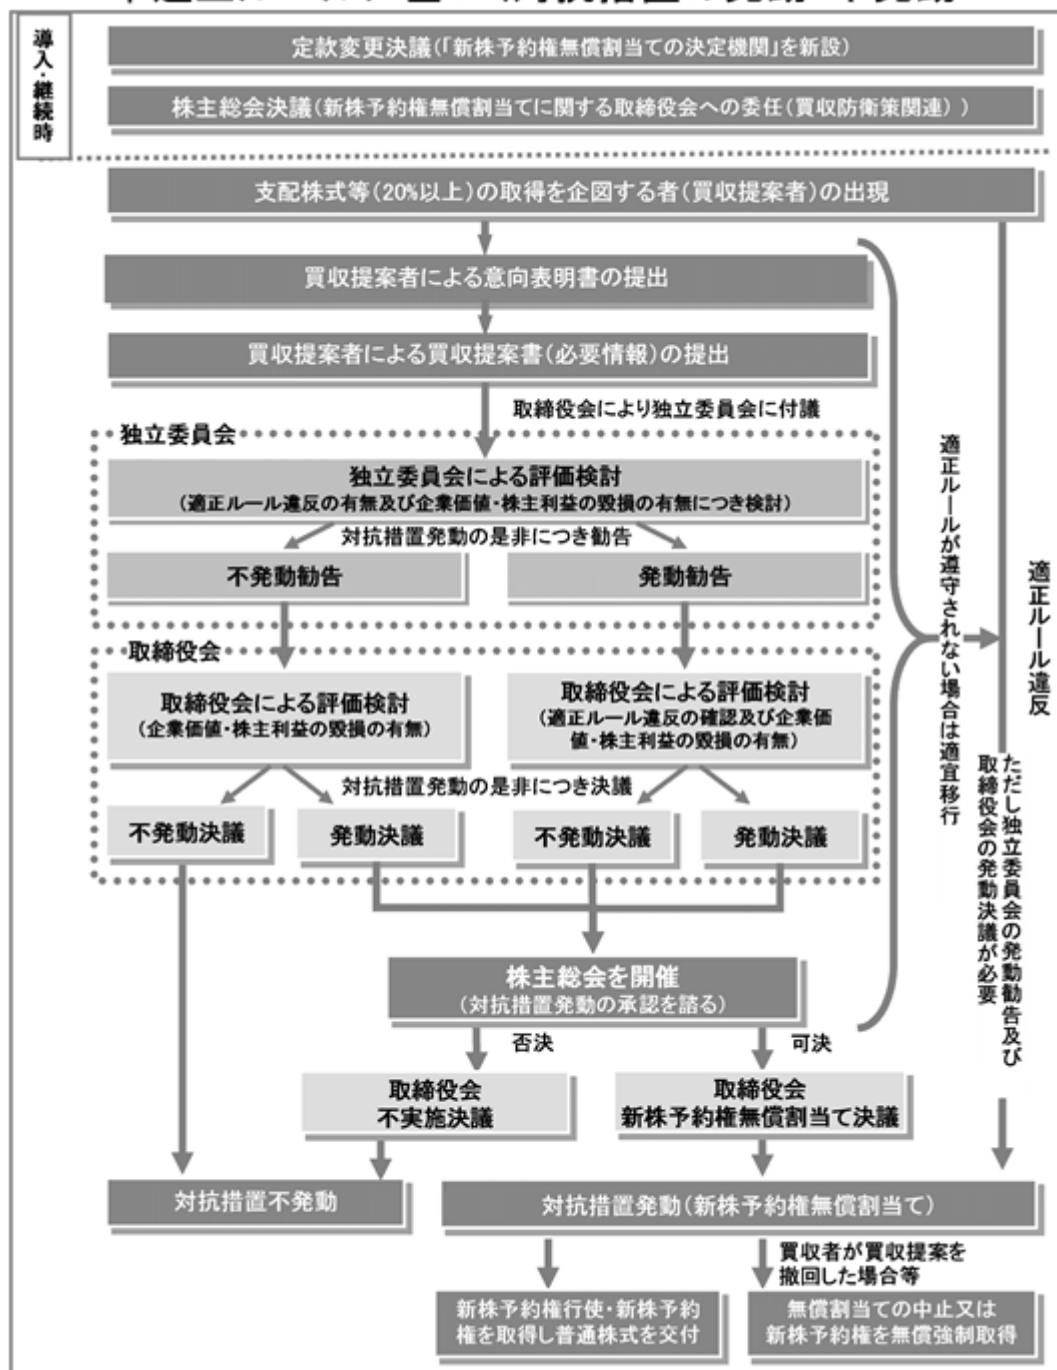 導入・継続時
定款変更決議(「新株予約権無償割当ての決定機関」を新設)
株主総会決議(新株予約権無償割当てに関する取締役会への委任(買収防衛策関連))
支配株式等(20%以上)の取得を企図する者(買収提案者)の出現
買収提案者による意向表明書の提出
買収提案者による買収提案書(必要情報)の提出
取締役会により独立委員会に付議
独立委員会
独立委員会による評価検討
(適正ルール違反の有無及び企業価値・株主利益の毀損の有無につき検討)
対抗措置発動の是非につき勧告
不発動勧告
発動勧告
取締役会
取締役会による評価検討
(企業価値・株主利益の毀損の有無)
取締役会による評価検討
(適正ルール違反の確認及び企業価
値・株主利益の毀損の有無)
対抗措置発動の是非につき決議
不発動決議
発動決議
不発動決議
発動決議
適正ルールが遵守されない場合は適宜移行
適正ルール違反
ただし独立委員会の発動勧告及び
取締役会の発動決議が必要
株主総会を開催
(対抗措置発動の承認を諮る)
否決
可決
取締役会
不実施決議
取締役会
新株予約権無償割当て決議
対抗措置不発動
対抗措置発動(新株予約権無償割当て)
買収者が買収提案を
撤回した場合等
新株予約権行使・新株予約
権を取得し普通株式を交付
無償割当ての中止又は
新株予約権を無償強制取得